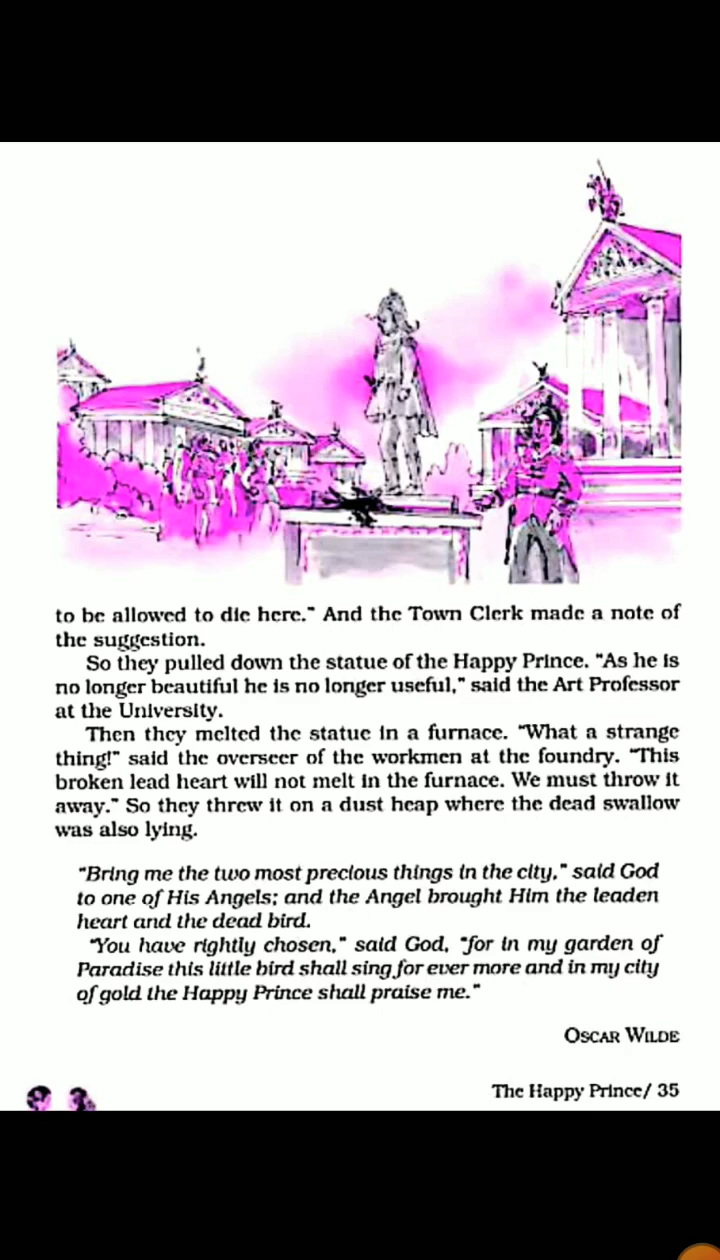 to be allowed to die here." And the Town Clerk made a note of
the suggestion.
So they pulled down the statue of the Happy Prince. "As he is
no longer beautiful he is no longer useful," said the Art Professor
at the University.
Then they melted the statue in a furnace. "What a strange
thing!" said the overseer of the workmen at the foundry. "This
broken lead heart will not melt in the furnace. We must throw it
away." So they threw it on a dust heap where the dead swallow
was also lying.
"Bring me the two most precious things in the city," said God
to one of His Angels; and the Angel brought Him the leaden
heart and the dead bird.
"You have rightly chosen," said God, "for in my garden of
Paradise this little bird shall sing for ever more and in my city
of gold the Happy Prince shall praise me."
OSCAR WILDE
The Happy Prince/ 35